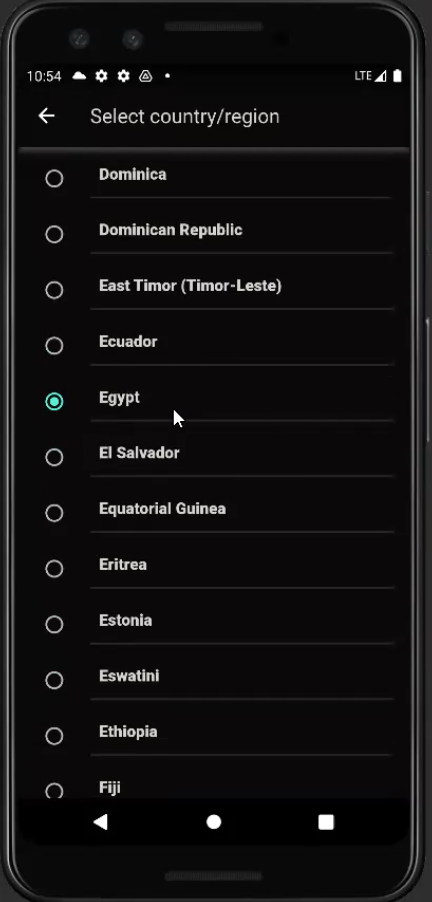 10:54
LTE
Select country/region
Dominica
Dominican Republic
East Timor (Timor-Leste)
Ecuador
Egypt
El Salvador
Equatorial Guinea
Eritrea
Estonia
Eswatini
Ethiopia
Fiji